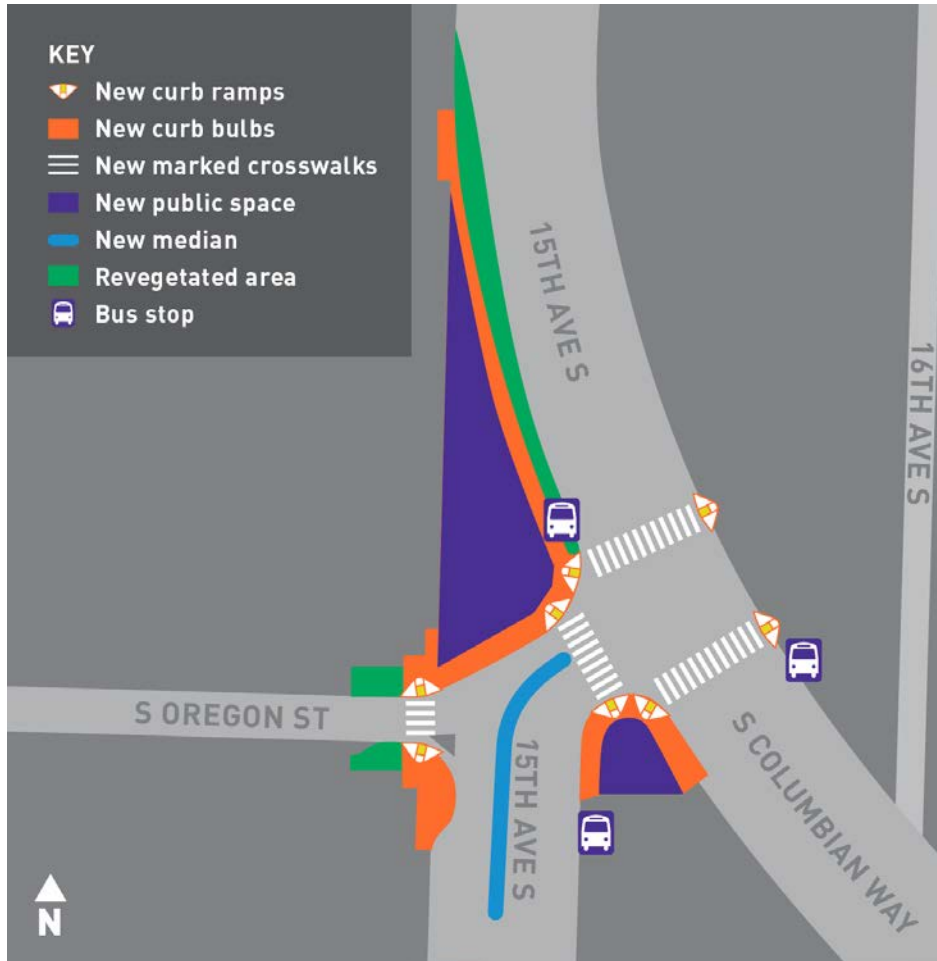 KEY
New curb ramps
New curb bulbs
New marked crosswalks
New public space
New median
Revegetated area
Bus stop
15TH AVE S
16TH AVE S
S OREGON ST
15TH AVE S
S COLUMBIAN WAY
N